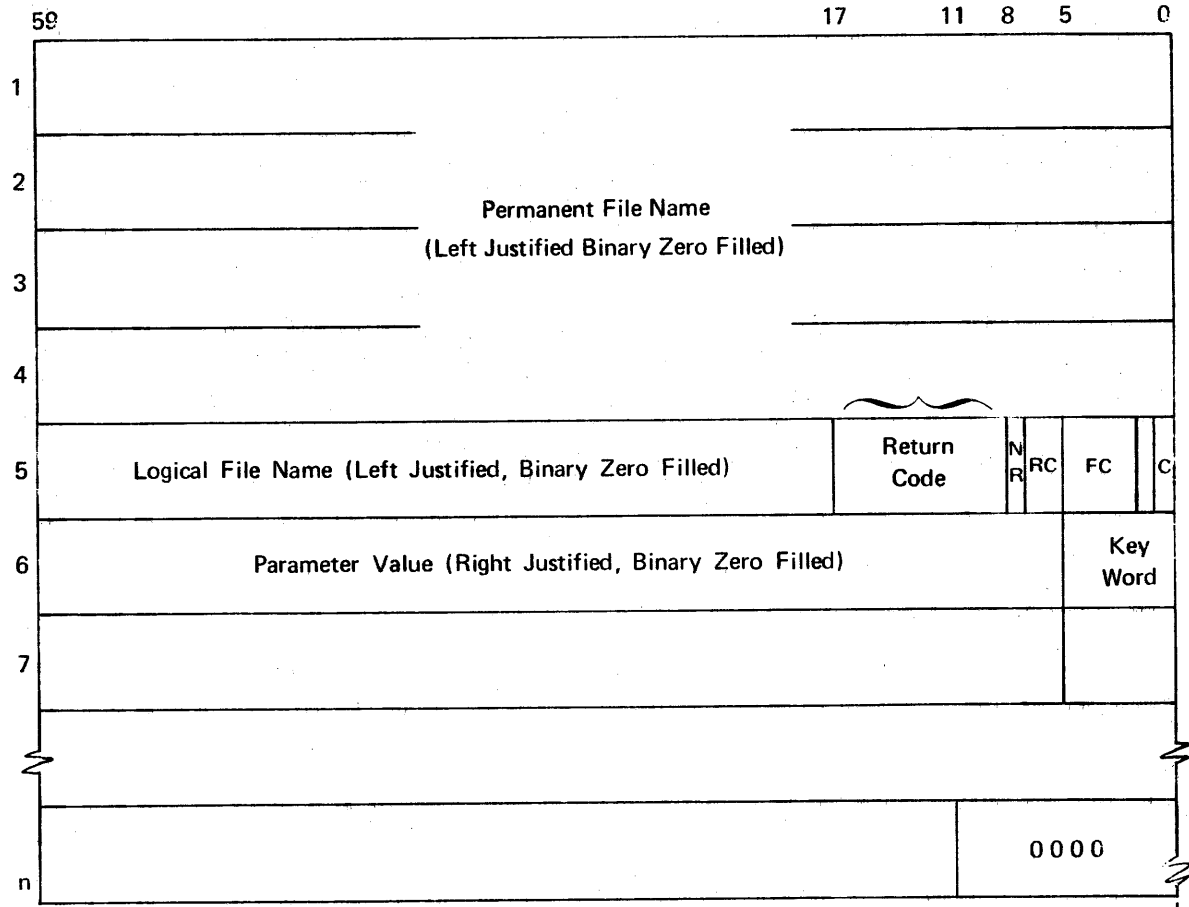 59 17 11 8 5 0
1
2
Permanent File Name
(Left Justified Binary Zero Filled)
3
4
5 Logical File Name (Left Justified, Binary Zero Filled) Return Code NR RC FC C
6 Parameter Value (Right Justified, Binary Zero Filled) Key Word
7
n 0000